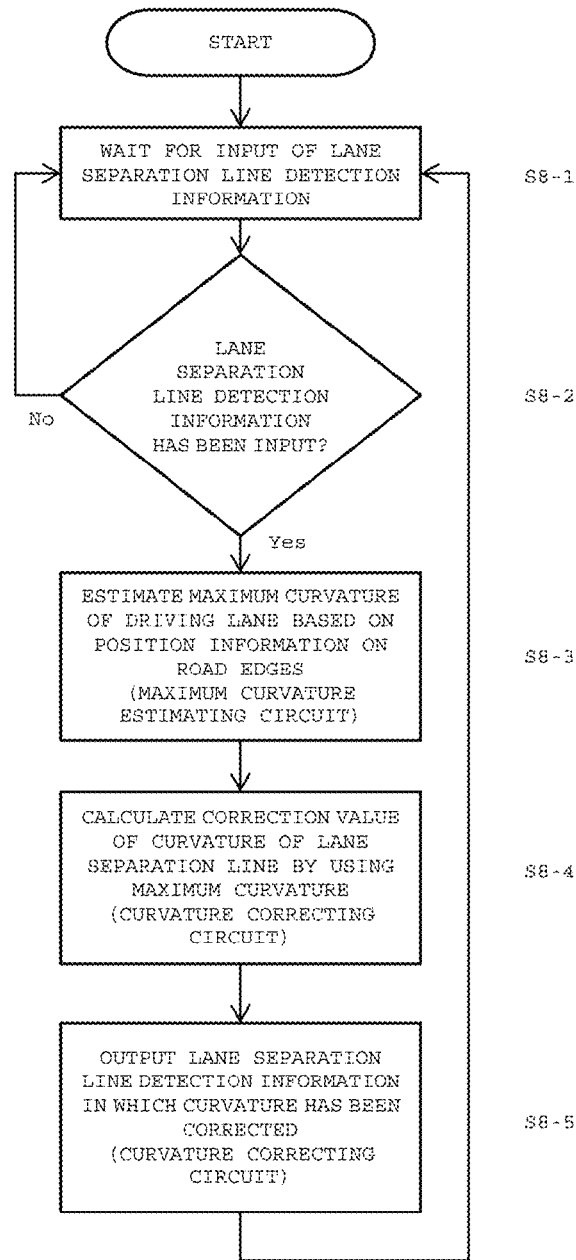 START
WAIT FOR INPUT OF LANE
SEPARATION LINE DETECTION
INFORMATION
S8-1
LANE
SEPARATION
LINE DETECTION
INFORMATION
HAS BEEN INPUT?
S8-2
No
Yes
ESTIMATE MAXIMUM CURVATURE
OF DRIVING LANE BASED ON
POSITION INFORMATION ON
ROAD EDGES
(MAXIMUM CURVATURE
ESTIMATING CIRCUIT)
S8-3
CALCULATE CORRECTION VALUE
OF CURVATURE OF LANE
SEPARATION LINE BY USING
MAXIMUM CURVATURE
(CURVATURE CORRECTING
CIRCUIT)
S8-4
OUTPUT LANE SEPARATION
LINE DETECTION INFORMATION
IN WHICH CURVATURE HAS BEEN
CORRECTED
(CURVATURE CORRECTING
CIRCUIT)
S8-5